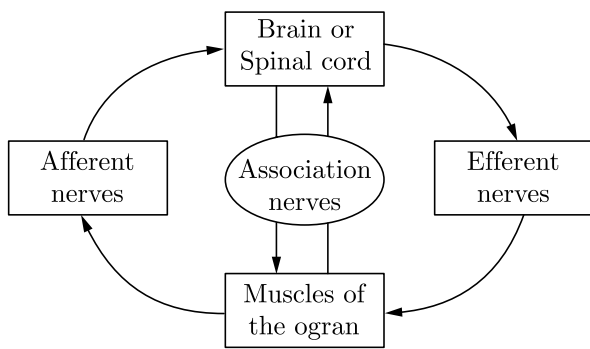 Brain or
Spinal cord
Afferent
nerves
Association
nerves
Efferent
nerves
Muscles of
the ogran